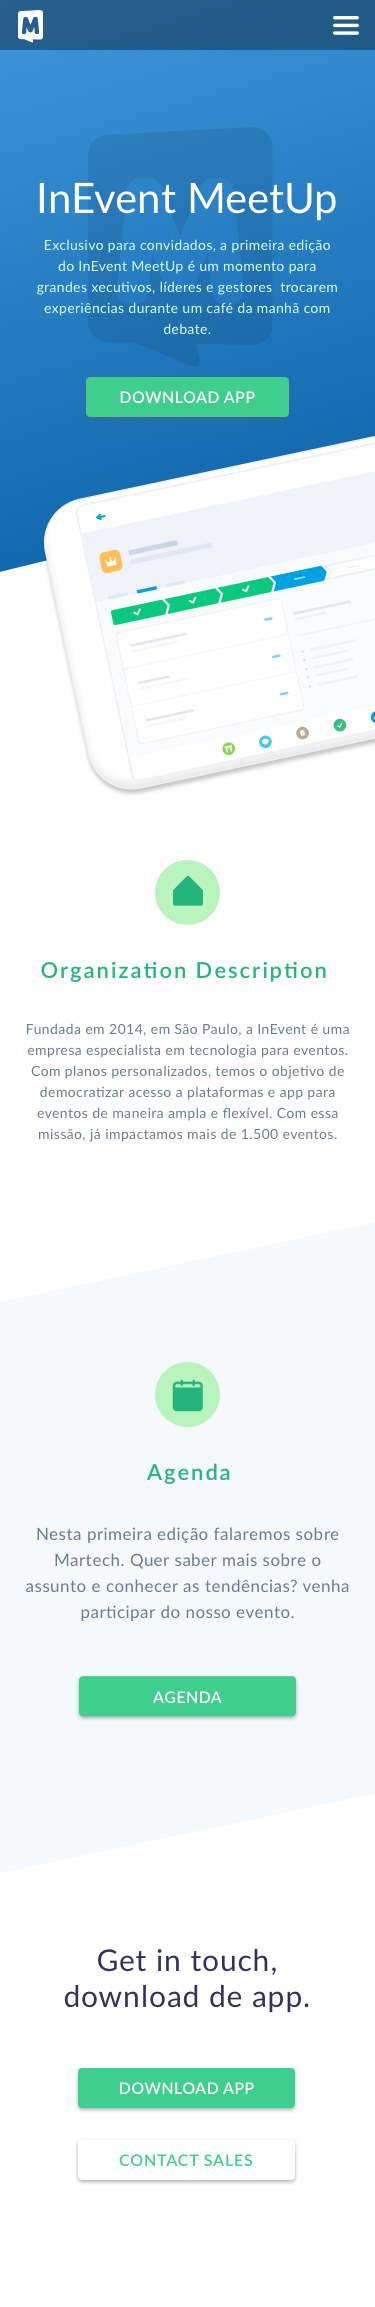 M
InEvent MeetUp
Exclusivo para convidados, a primeira edição
do InEvent MeetUp é um momento para
grandes xecutivos, líderes e gestores trocarem
experiências durante um café da manhã com
debate.
DOWNLOAD APP
Organization Description
Fundada em 2014, em São Paulo, a InEvent é uma
empresa especialista em tecnologia para eventos.
Com planos personalizados, temos o objetivo de
democratizar acesso a plataformas e app para
eventos de maneira ampla e flexível. Com essa
missão, já impactamos mais de 1.500 eventos.
Agenda
Nesta primeira edição falaremos sobre
Martech. Quer saber mais sobre o
assunto e conhecer as tendências? venha
participar do nosso evento.
AGENDA
Get in touch,
download de app.
DOWNLOAD APP
CONTACT SALES